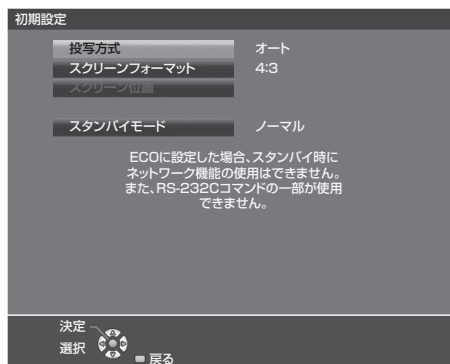 初期設定
投写方式 オート
スクリーンフォーマット 4:3
スクリーン位置
スタンバイモード ノーマル
ECOに設定した場合、スタンバイ時に
ネットワーク機能の使用はできません。
また、RS-232Cコマンドの一部が使用
できません。
決定
選択
戻る